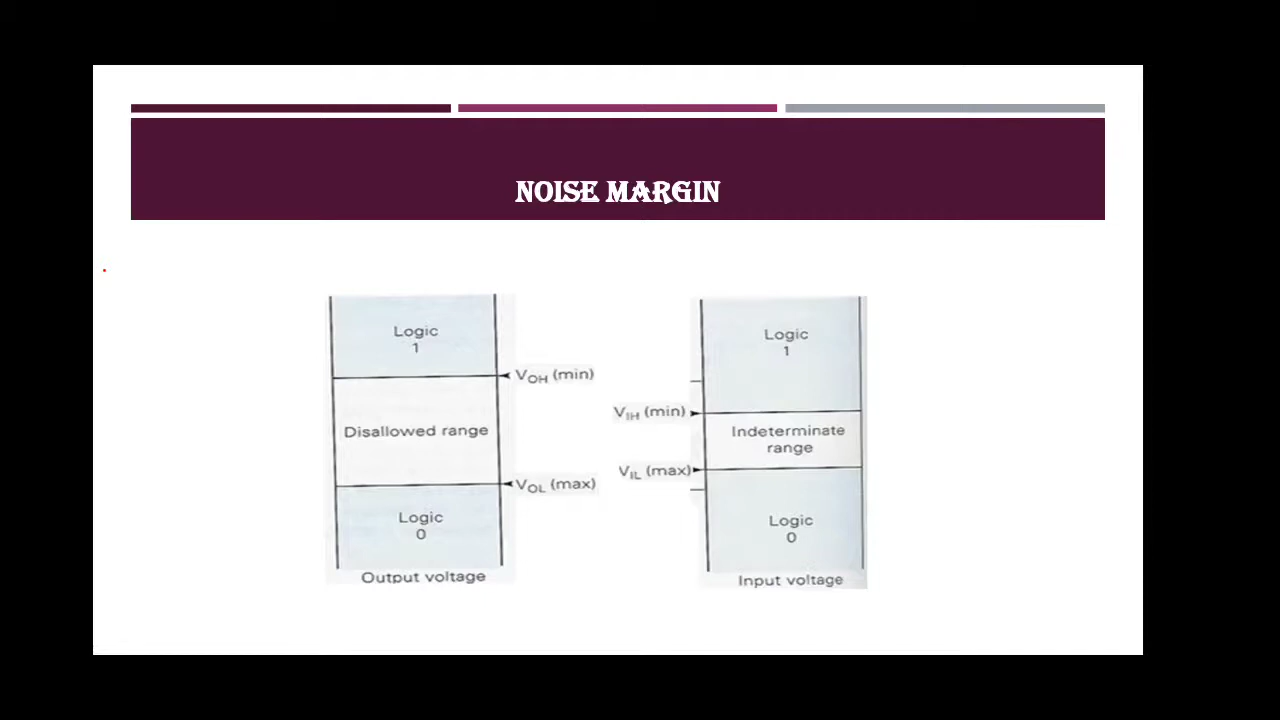 NOISE MARGIN
Logic
1
V_OH (min)
Disallowed range
V_OL (max)
Logic
0
Output voltage
Logic
1
V_IH (min)
Indeterminate
range
V_IL (max)
Logic
0
Input voltage